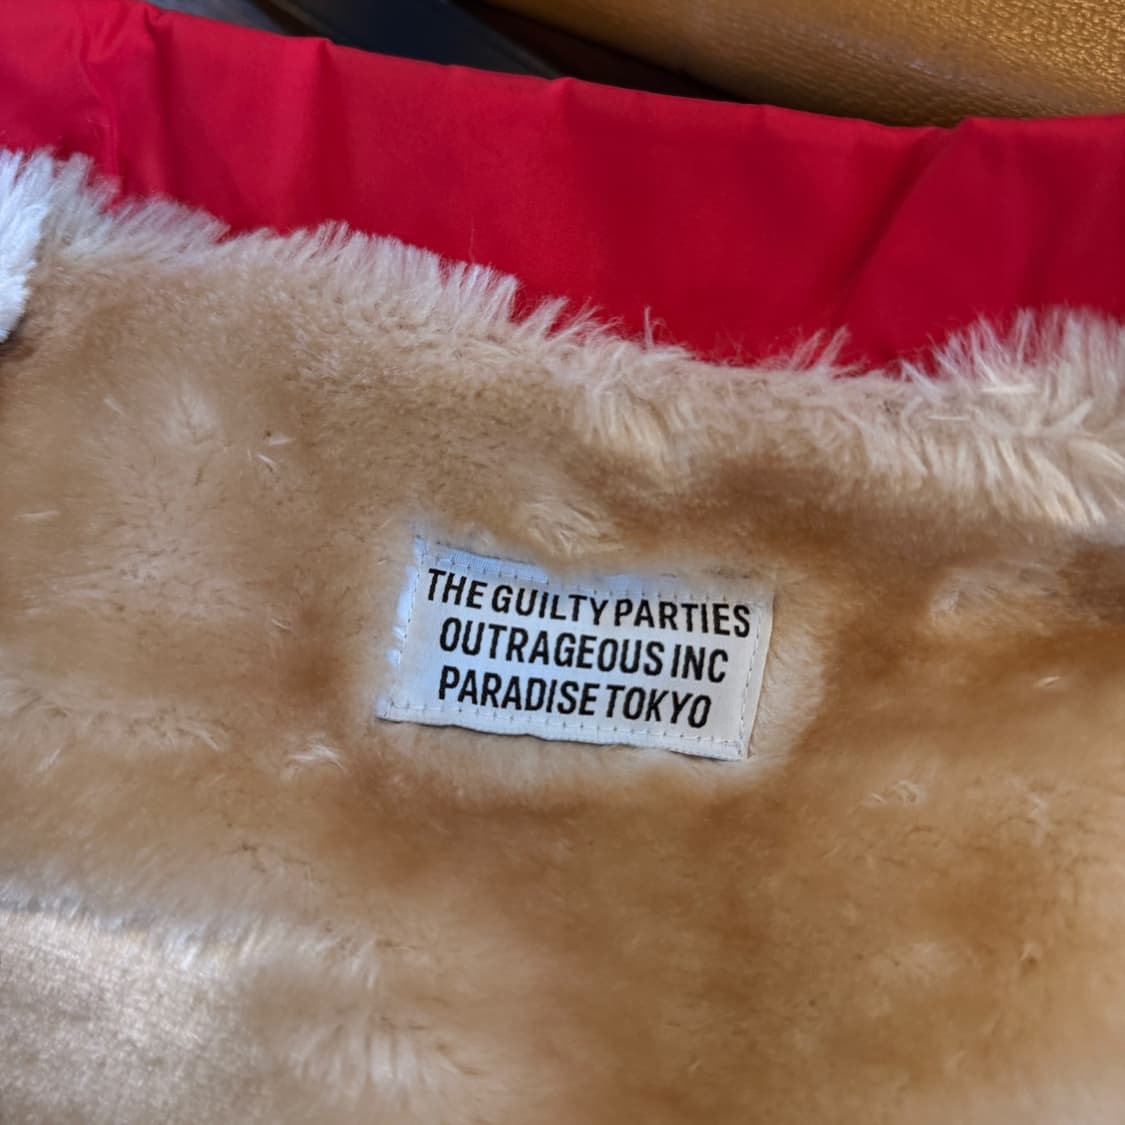 THE GUILTY PARTIES
OUTRAGEOUS INC
PARADISE TOKYO